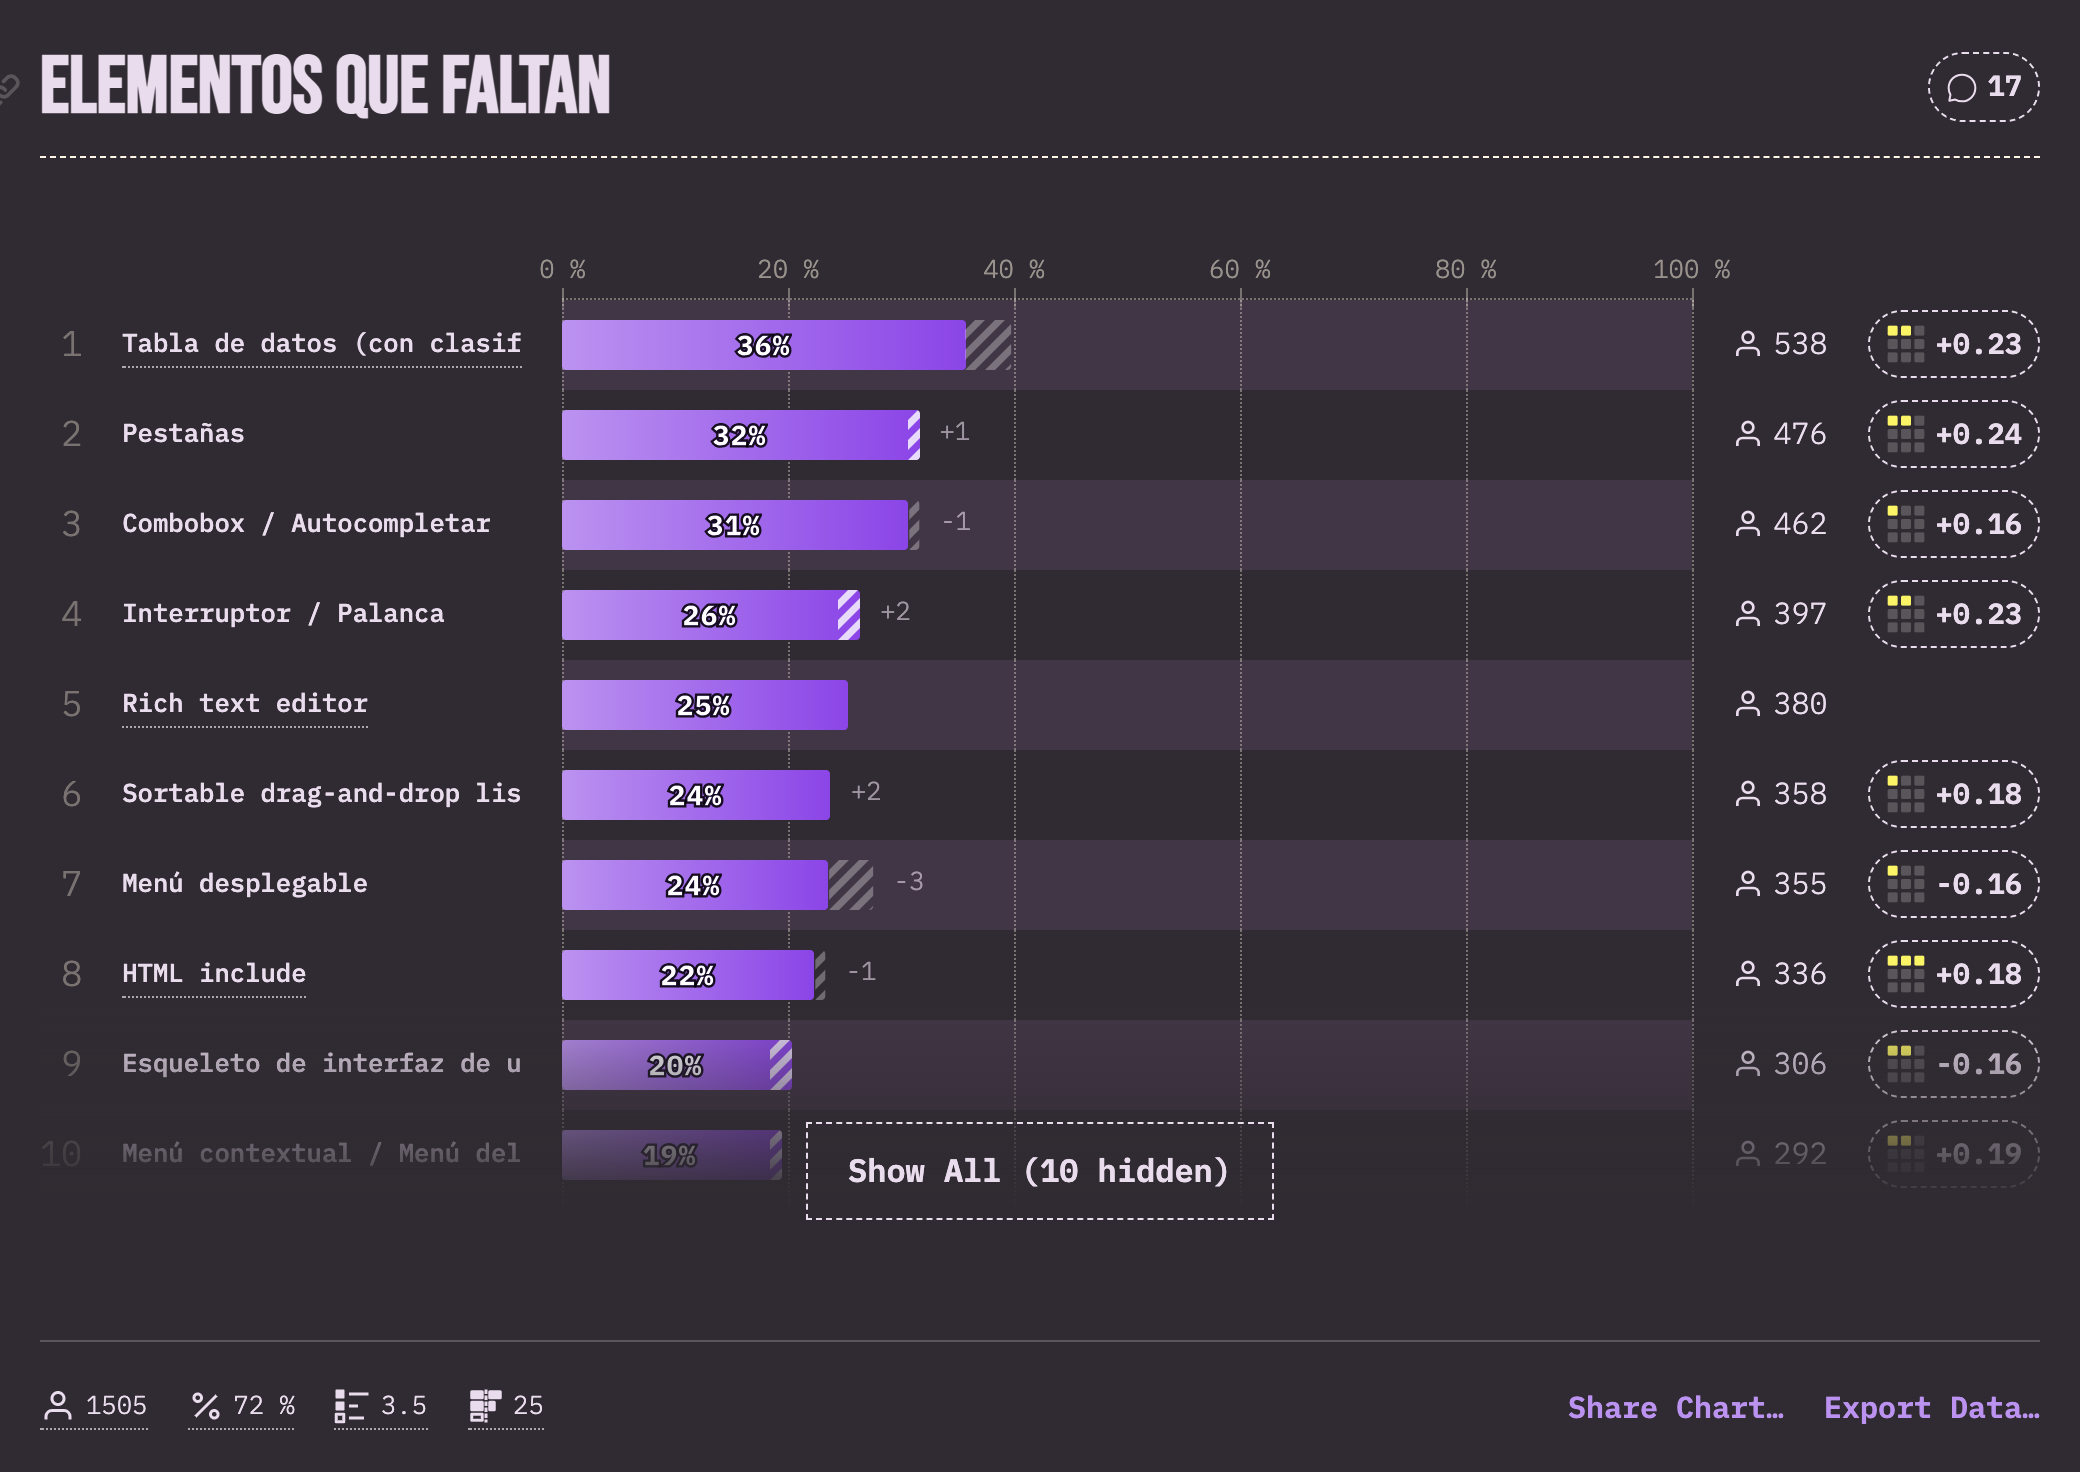 ELEMENTOS QUE FALTAN
17
0 % 20 % 40 % 60 % 80 % 100 %
1 Tabla de datos (con clasif 36% 538 +0.23
2 Pestañas 32% +1 476 +0.24
3 Combobox / Autocompletar 31% -1 462 +0.16
4 Interruptor / Palanca 26% +2 397 +0.23
5 Rich text editor 25% 380
6 Sortable drag-and-drop lis 24% +2 358 +0.18
7 Menú desplegable 24% -3 355 -0.16
8 HTML include 22% -1 336 +0.18
9 Esqueleto de interfaz de u 20% 306 -0.16
10 Menú contextual / Menú del 19% 292 +0.19
Show All (10 hidden)
1505 72 % 3.5 25 Share Chart… Export Data…